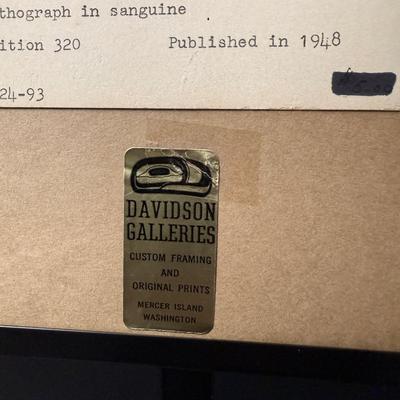 thograph in sanguine
ition 320 Published in 1948
24-93
DAVIDSON
GALLERIES
CUSTOM FRAMING
AND
ORIGINAL PRINTS
MERCER ISLAND
WASHINGTON